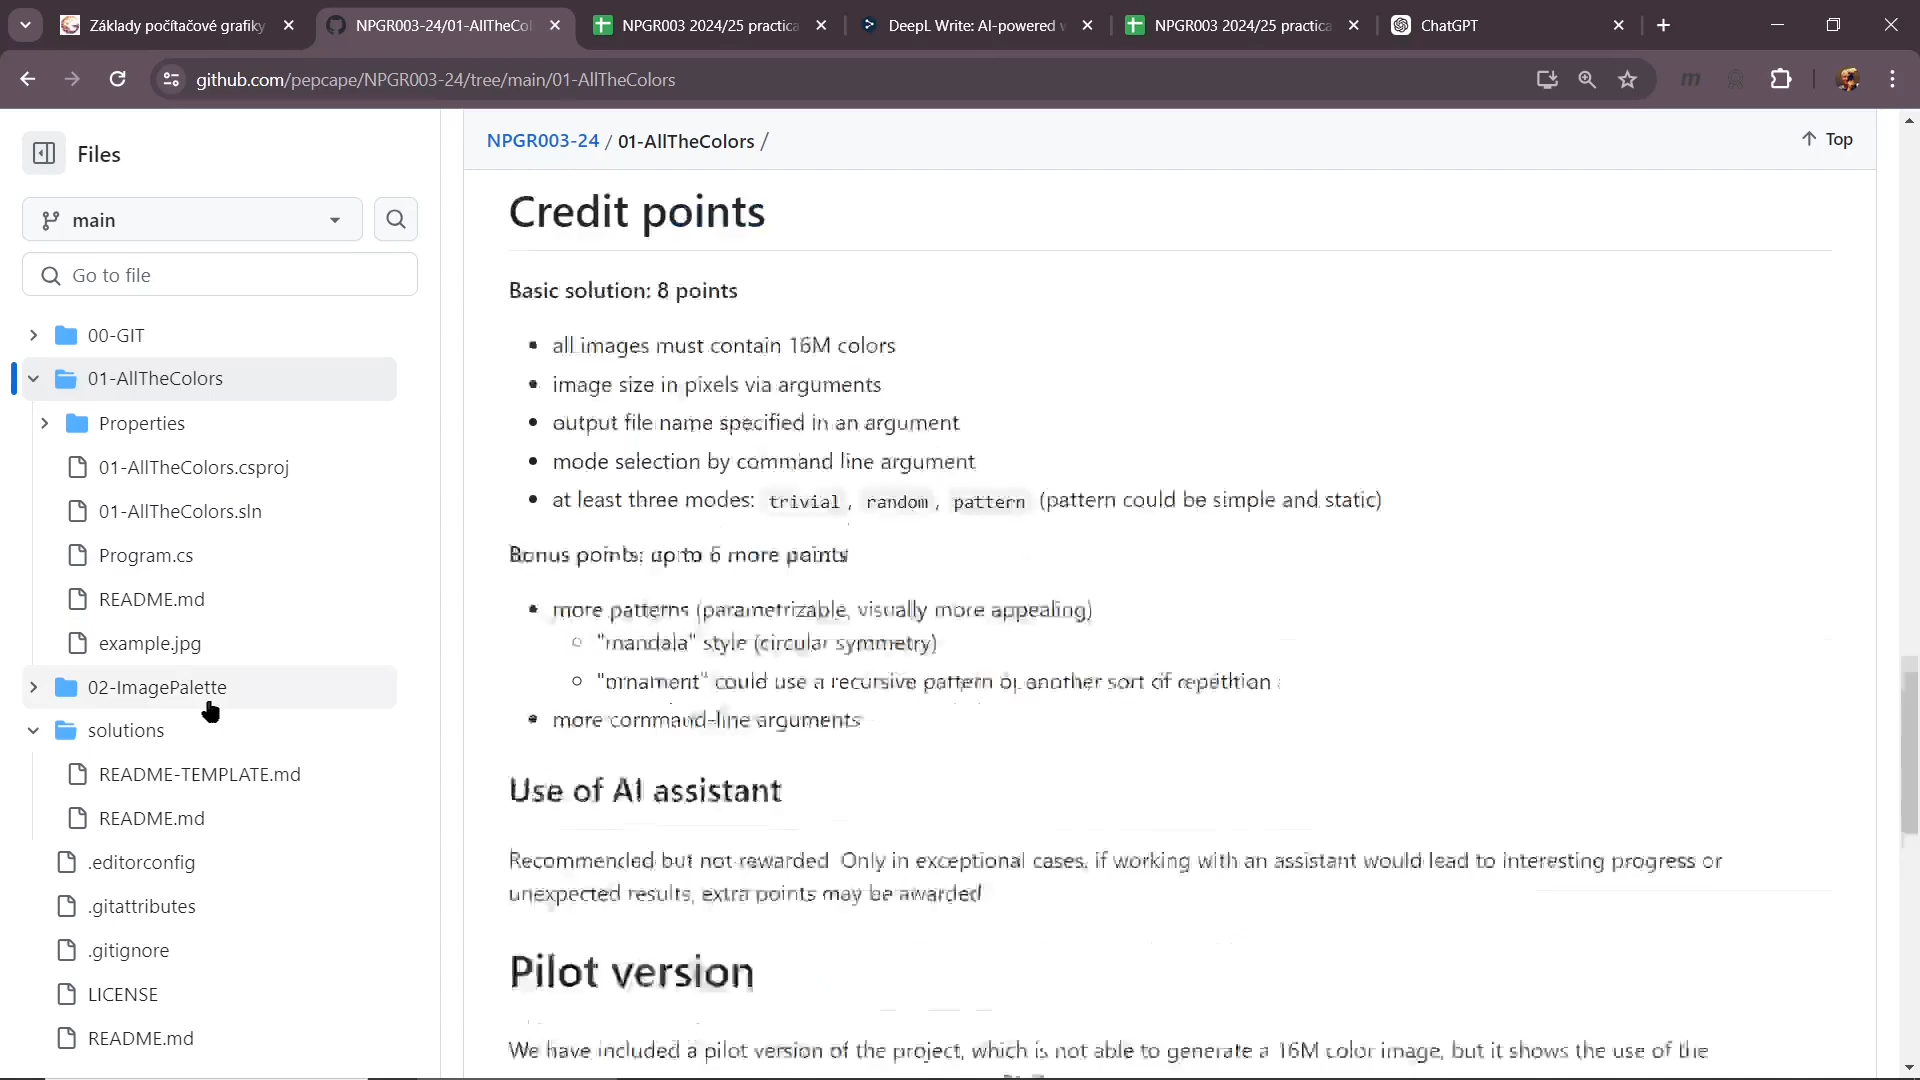 Základy počítačové grafiky
NPGR003-24/01-AllTheCol
NPGR003 2024/25 practica
DeepL Write: AI-powered w
NPGR003 2024/25 practica
ChatGPT
github.com/pepcape/NPGR003-24/tree/main/01-AllTheColors
Files
main
Go to file
00-GIT
01-AllTheColors
Properties
01-AllTheColors.csproj
01-AllTheColors.sln
Program.cs
README.md
example.jpg
02-ImagePalette
solutions
README-TEMPLATE.md
README.md
.editorconfig
.gitattributes
.gitignore
LICENSE
README.md
NPGR003-24 / 01-AllTheColors /
Top
Credit points
Basic solution: 8 points
all images must contain 16M colors
image size in pixels via arguments
output file name specified in an argument
mode selection by command line argument
at least three modes: trivial, random, pattern (pattern could be simple and static)
Bonus points: up to 6 more points
more patterns (parametrizable, visually more appealing)
"mandala" style (circular symmetry)
"ornament" could use a recursive pattern or another sort of repetition
more command-line arguments
Use of AI assistant
Recommended but not rewarded Only in exceptional cases, if working with an assistant would lead to interesting progress or
unexpected results, extra points may be awarded
Pilot version
We have included a pilot version of the project, which is not able to generate a 16M color image, but it shows the use of the